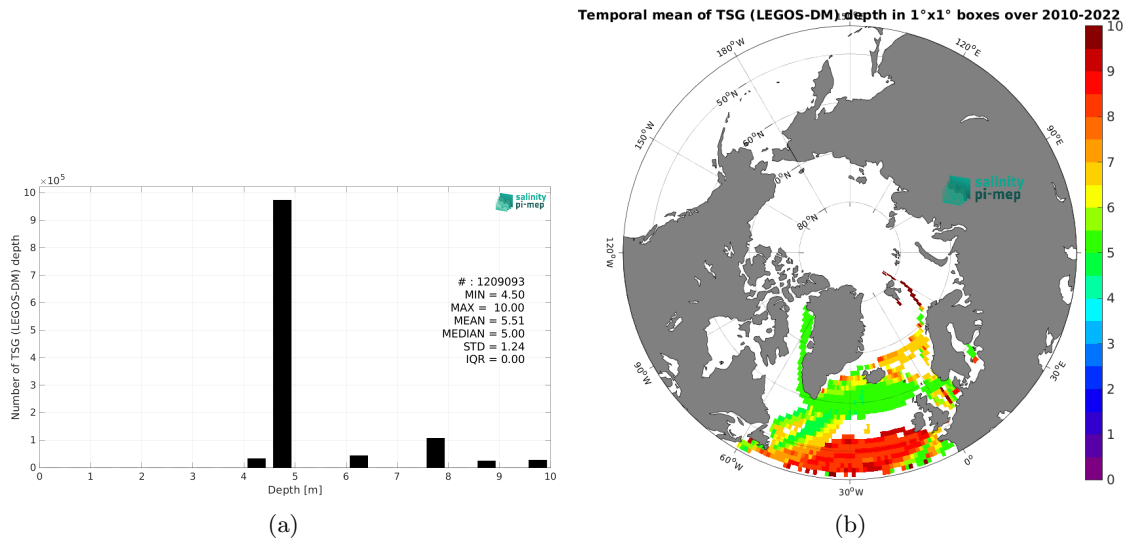 Temporal mean of TSG (LEGOS-DM) depth in 1°x1° boxes over 2010-2022
×10⁵
10
9
8
7
6
5
4
3
2
1
0
Number of TSG (LEGOS-DM) depth
0 1 2 3 4 5 6 7 8 9 10
Depth [m]
salinity
pi-mep
# : 1209093
MIN = 4.50
MAX = 10.00
MEAN = 5.51
MEDIAN = 5.00
STD = 1.24
IQR = 0.00
(a)
180°W
120°E
150°W
90°E
120°W
90°W
60°W
30°W
0°
30°E
50°N
60°N
80°N
salinity
pi-mep
10
9
8
7
6
5
4
3
2
1
0
(b)